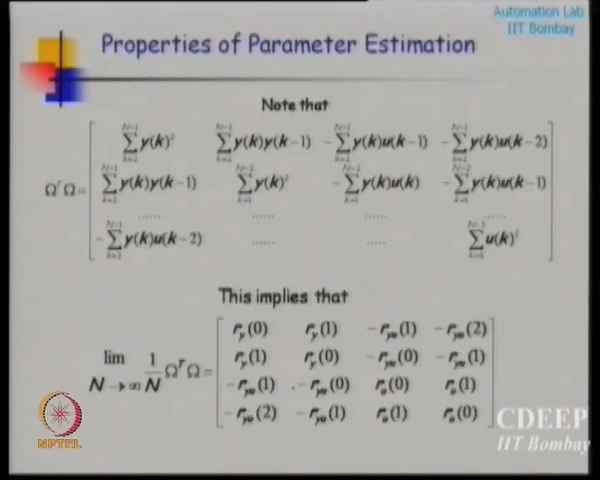 Automation Lab
IIT Bombay
Properties of Parameter Estimation
Note that
Ω^T Ω = [ ∑_{k=2}^{N-1} y(k)²   ∑ y(k)y(k−1)   −∑ y(k)u(k−1)   −∑ y(k)u(k−2)
∑ y(k)y(k−1)   ∑ y(k)²   −∑ y(k)u(k)   −∑ y(k)u(k−1)
......   ......   ......   ......
−∑ y(k)u(k−2)   ......   ......   ∑ u(k)² ]
This implies that
lim N→∞ 1/N Ω^T Ω = [ r_y(0)   r_y(1)   −r_yu(1)   −r_yu(2)
r_y(1)   r_y(0)   −r_yu(0)   −r_yu(1)
−r_yu(1)   −r_yu(0)   r_u(0)   r_u(1)
−r_yu(2)   −r_yu(1)   r_u(1)   r_u(0) ]
NPTEL
CDEEP
IIT Bombay